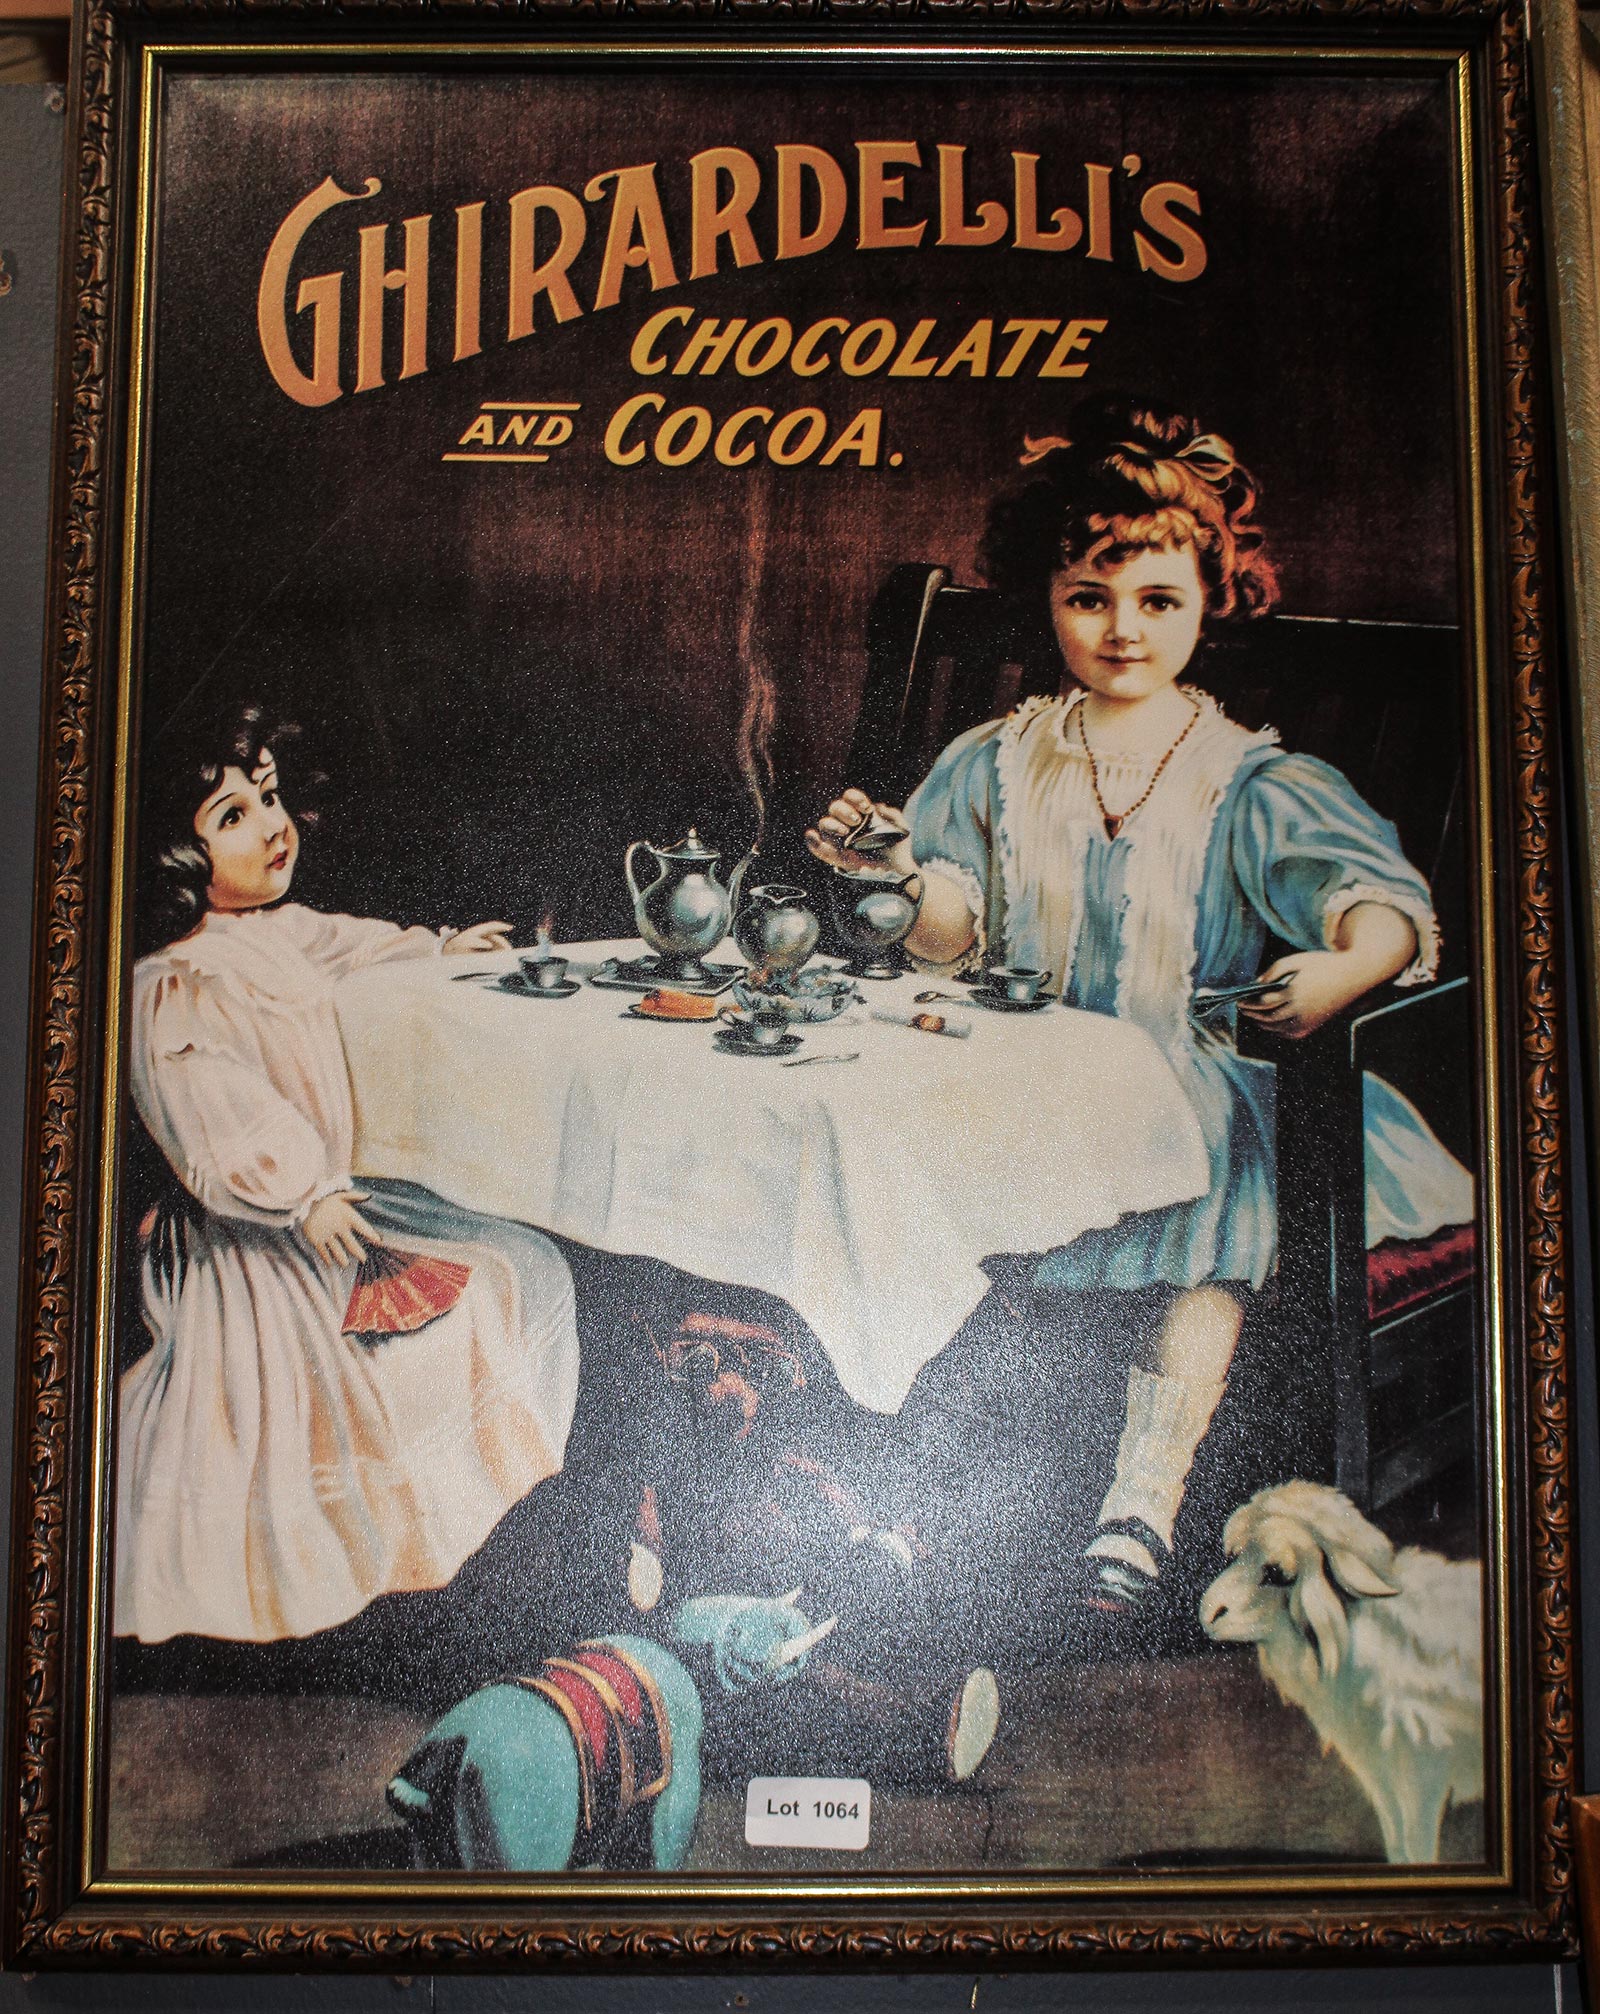 GHIRARDELLI'S
CHOCOLATE
AND COCOA.
Lot 1064